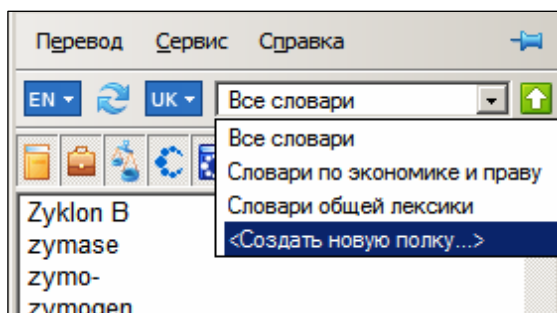 Перевод Сервис Справка
EN UK Все словари
Все словари
Словари по экономике и праву
Словари общей лексики
<Создать новую полку...>
Zyklon B
zymase
zymo-
zymogen